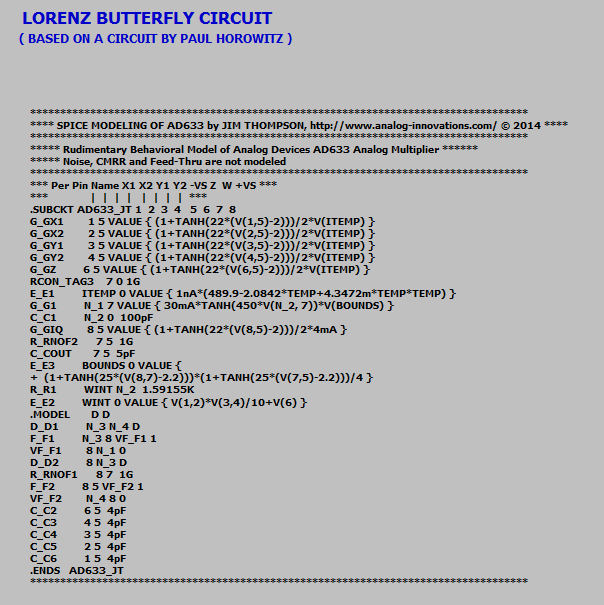 LORENZ BUTTERFLY CIRCUIT
( BASED ON A CIRCUIT BY PAUL HOROWITZ )
***********************************************************************************
**** SPICE MODELING OF AD633 by JIM THOMPSON, http://www.analog-innovations.com/ © 2014 ****
***********************************************************************************
***** Rudimentary Behavioral Model of Analog Devices AD633 Analog Multiplier ******
***** Noise, CMRR and Feed-Thru are not modeled
***********************************************************************************
*** Per Pin Name X1 X2 Y1 Y2 -VS Z W +VS ***
*** | | | | | | | | ***
.SUBCKT AD633_JT 1 2 3 4 5 6 7 8
G_GX1 1 5 VALUE { (1+TANH(22*(V(1,5)-2)))/2*V(ITEMP) }
G_GX2 2 5 VALUE { (1+TANH(22*(V(2,5)-2)))/2*V(ITEMP) }
G_GY1 3 5 VALUE { (1+TANH(22*(V(3,5)-2)))/2*V(ITEMP) }
G_GY2 4 5 VALUE { (1+TANH(22*(V(4,5)-2)))/2*V(ITEMP) }
G_GZ 6 5 VALUE { (1+TANH(22*(V(6,5)-2)))/2*V(ITEMP) }
RCON_TAG3 7 0 1G
E_E1 ITEMP 0 VALUE { 1nA*(489.9-2.0842*TEMP+4.3472m*TEMP*TEMP) }
G_G1 N_1 7 VALUE { 30mA*TANH(450*V(N_2, 7))*V(BOUNDS) }
C_C1 N_2 0 100pF
G_GIQ 8 5 VALUE { (1+TANH(22*(V(8,5)-2)))/2*4mA }
R_RNOF2 7 5 1G
C_COUT 7 5 5pF
E_E3 BOUNDS 0 VALUE {
+ (1+TANH(25*(V(8,7)-2.2)))*(1+TANH(25*(V(7,5)-2.2)))/4 }
R_R1 WINT N_2 1.59155K
E_E2 WINT 0 VALUE { V(1,2)*V(3,4)/10+V(6) }
.MODEL D D
D_D1 N_3 N_4 D
F_F1 N_3 8 VF_F1 1
VF_F1 8 N_1 0
D_D2 8 N_3 D
R_RNOF1 8 7 1G
F_F2 8 5 VF_F2 1
VF_F2 N_4 8 0
C_C2 6 5 4pF
C_C3 4 5 4pF
C_C4 3 5 4pF
C_C5 2 5 4pF
C_C6 1 5 4pF
.ENDS AD633_JT
***********************************************************************************